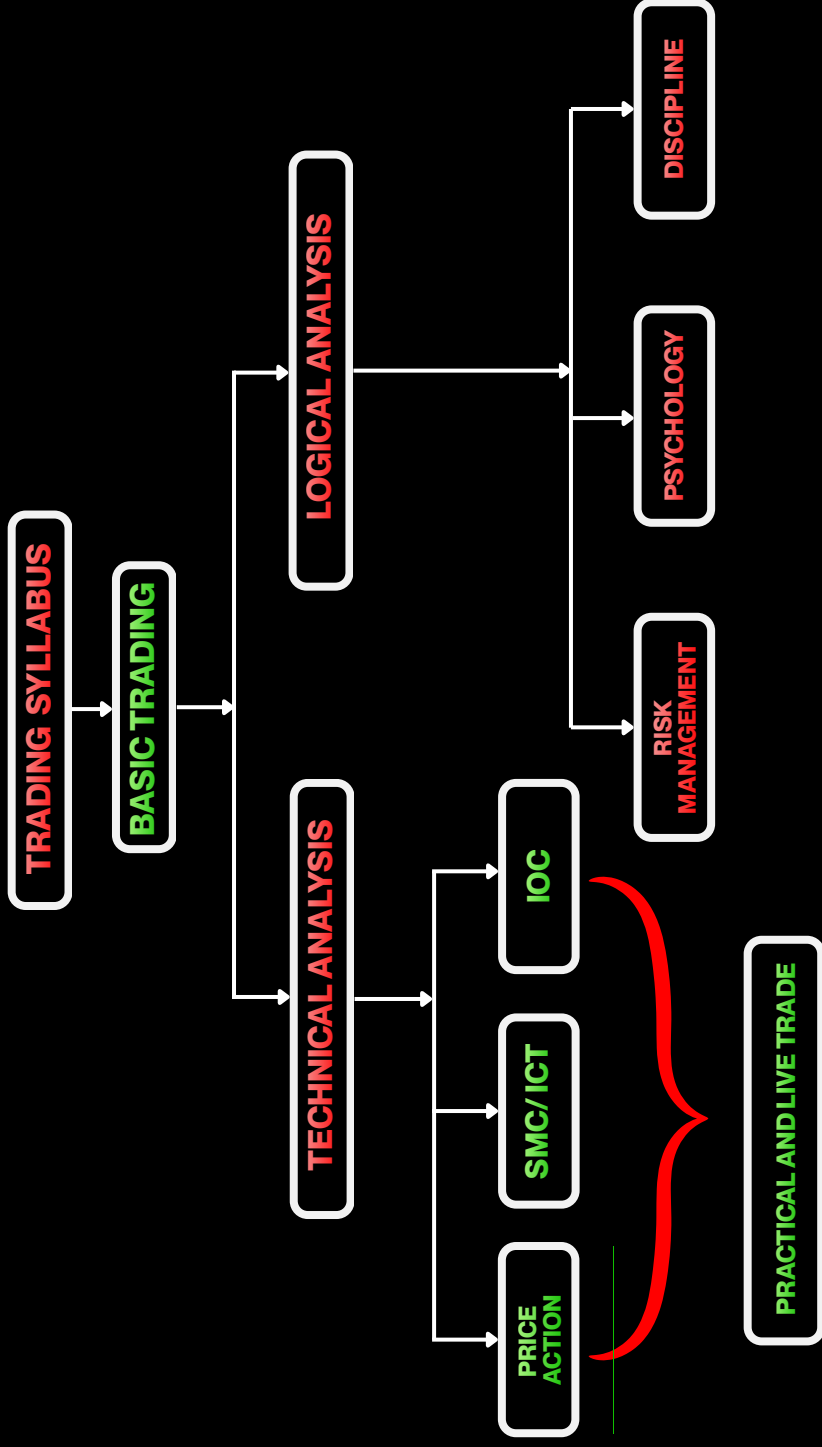 TRADING SYLLABUS
BASIC TRADING
TECHNICAL ANALYSIS
LOGICAL ANALYSIS
PRICE
ACTION
SMC/ ICT
IOC
RISK
MANAGEMENT
PSYCHOLOGY
DISCIPLINE
PRACTICAL AND LIVE TRADE